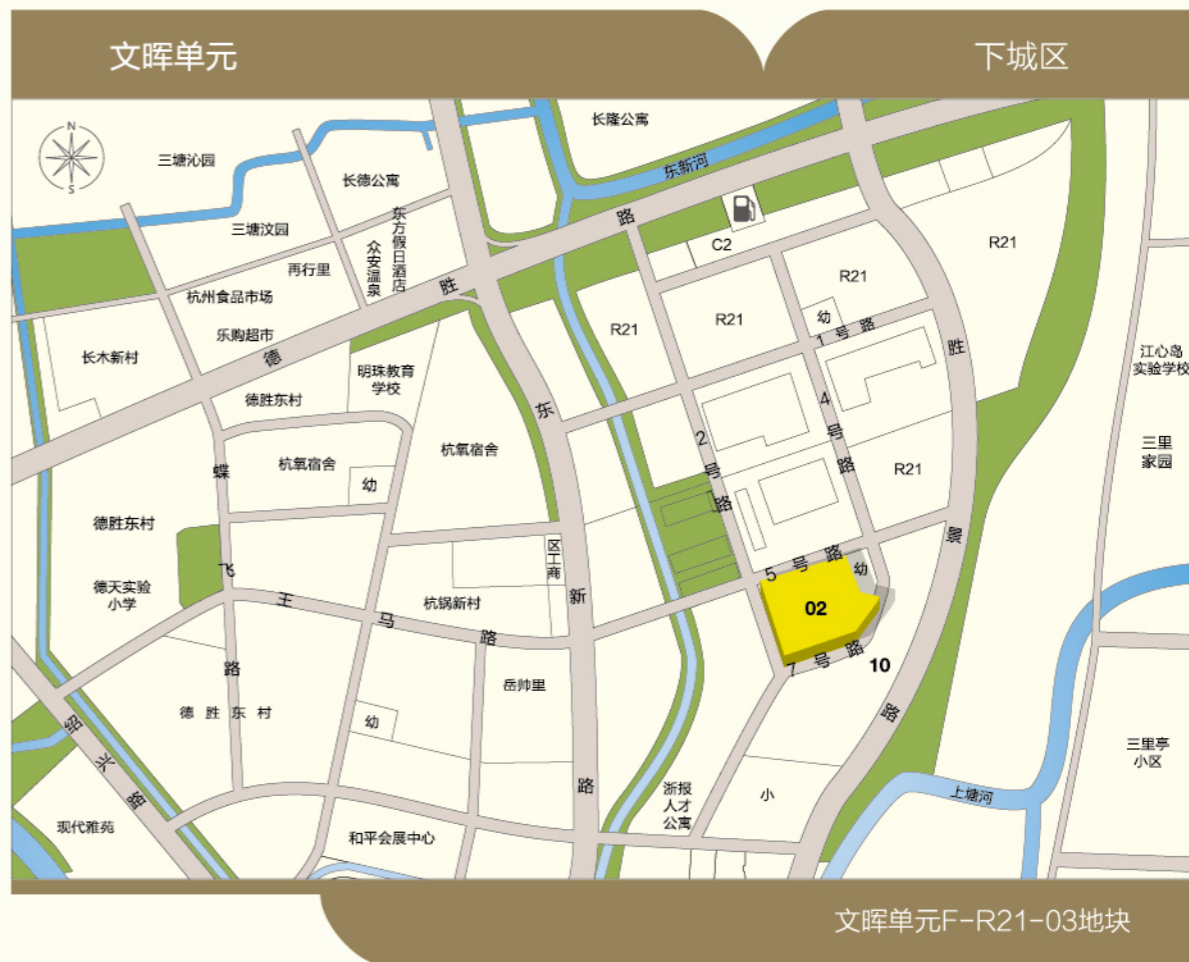 文晖单元
下城区
N
S
长隆公寓
三塘沁园
东新河
长德公寓
三塘汶园
东方假日酒店
众安温泉
再行里
杭州食品市场
乐购超市
长木新村
德胜路
C2
R21
R21
R21
R21
幼
1号路
江心岛
实验学校
明珠教育
学校
德胜东村
杭氧宿舍
杭氧宿舍
幼
东新路
2号路
4号路
R21
胜景路
三里
家园
德胜东村
德天实验
小学
蝶飞路
王马路
区工商
杭锅新村
5号路
幼
02
7号路
10
岳帅里
德胜东村
幼
绍兴路
现代雅苑
和平会展中心
浙报
人才
公寓
小
上塘河
三里亭
小区
文晖单元F-R21-03地块